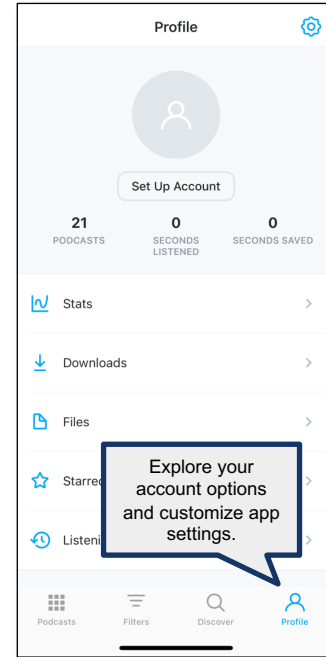 Profile
Set Up Account
21 0 0
PODCASTS SECONDS SECONDS SAVED
LISTENED
Stats
Downloads
Files
Starre
Listeni
Explore your
account options
and customize app
settings.
Podcasts Filters Discover Profile